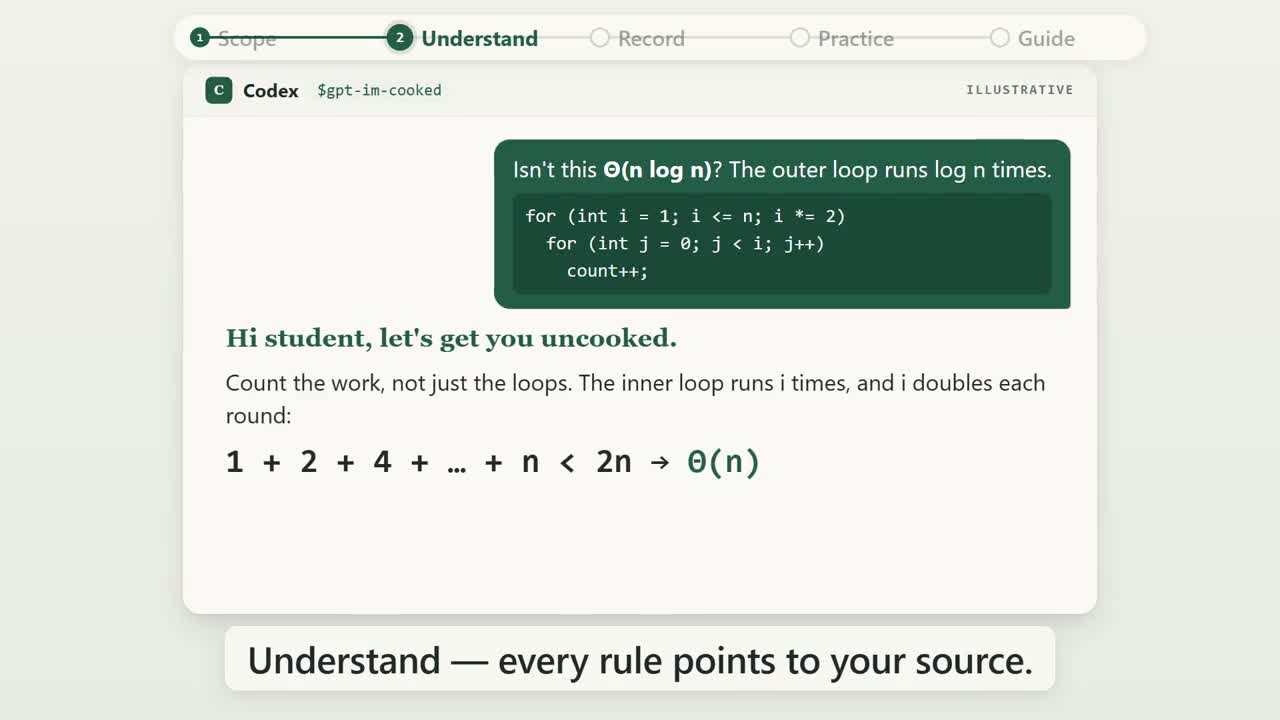 1 Scope 2 Understand Record Practice Guide
C Codex $gpt-im-cooked ILLUSTRATIVE
Isn't this Θ(n log n)? The outer loop runs log n times.
for (int i = 1; i <= n; i *= 2)
  for (int j = 0; j < i; j++)
    count++;
Hi student, let's get you uncooked.
Count the work, not just the loops. The inner loop runs i times, and i doubles each
round:
1 + 2 + 4 + … + n < 2n → Θ(n)
Understand — every rule points to your source.